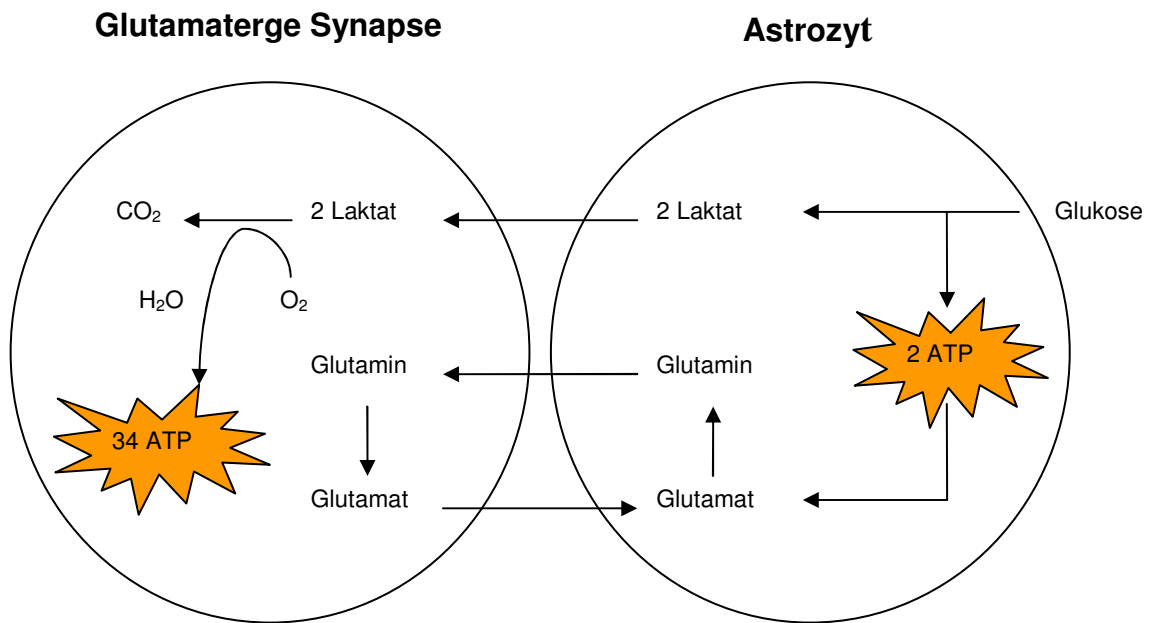 Glutamaterge Synapse
Astrozyt
CO₂
2 Laktat
2 Laktat
Glukose
H₂O
O₂
2 ATP
Glutamin
Glutamin
34 ATP
Glutamat
Glutamat